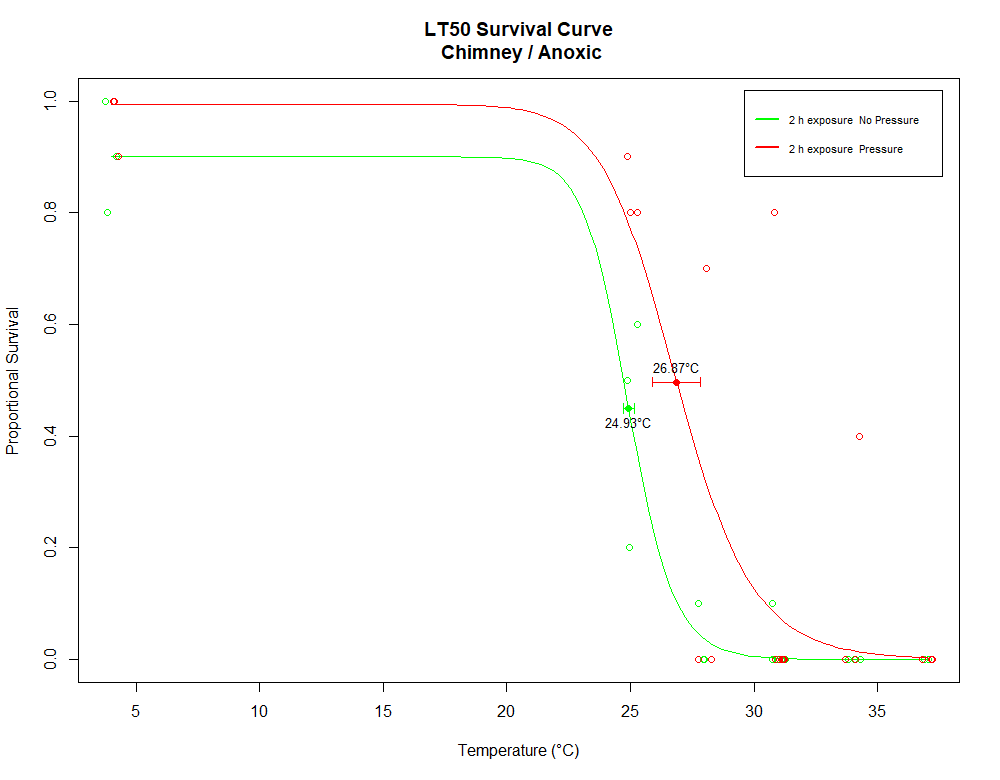 LT50 Survival Curve
Chimney / Anoxic
1.0
0.8
0.6
0.4
0.2
0.0
Proportional Survival
2 h exposure No Pressure
2 h exposure Pressure
26.87°C
24.93°C
5 10 15 20 25 30 35
Temperature (°C)